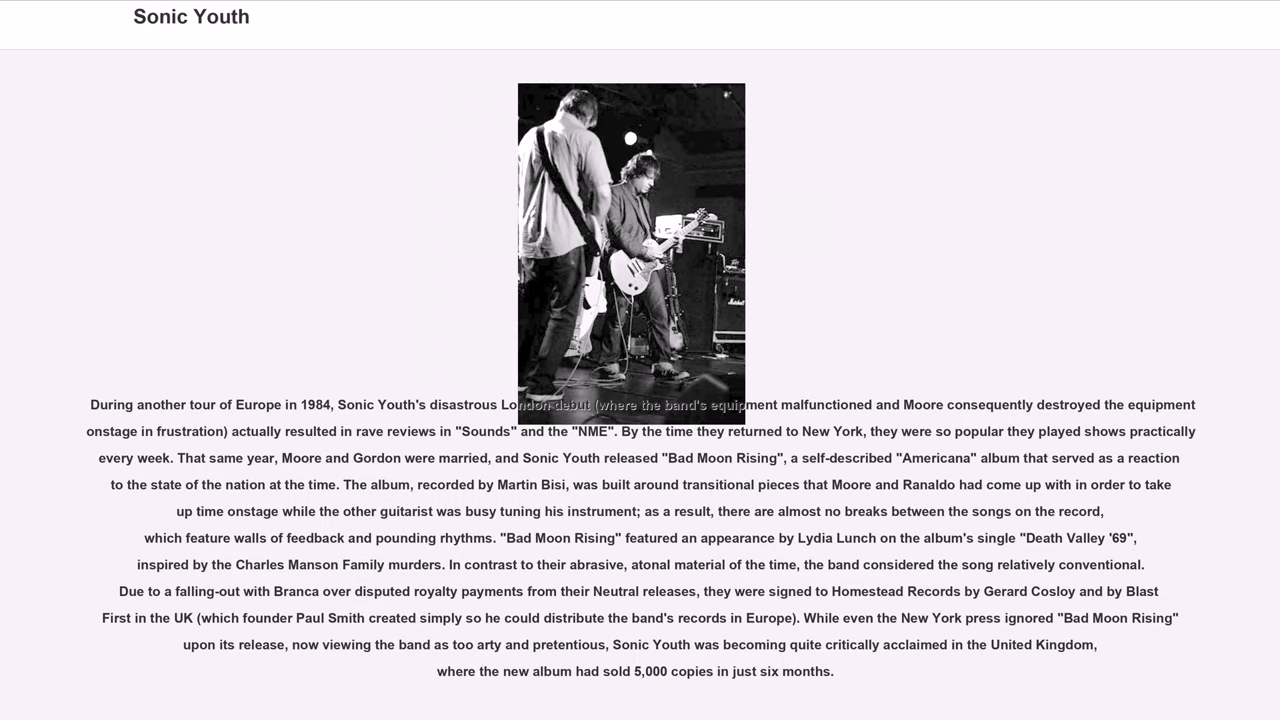 Sonic Youth
During another tour of Europe in 1984, Sonic Youth's disastrous London debut (where the band's equipment malfunctioned and Moore consequently destroyed the equipment
onstage in frustration) actually resulted in rave reviews in "Sounds" and the "NME". By the time they returned to New York, they were so popular they played shows practically
every week. That same year, Moore and Gordon were married, and Sonic Youth released "Bad Moon Rising", a self-described "Americana" album that served as a reaction
to the state of the nation at the time. The album, recorded by Martin Bisi, was built around transitional pieces that Moore and Ranaldo had come up with in order to take
up time onstage while the other guitarist was busy tuning his instrument; as a result, there are almost no breaks between the songs on the record,
which feature walls of feedback and pounding rhythms. "Bad Moon Rising" featured an appearance by Lydia Lunch on the album's single "Death Valley '69",
inspired by the Charles Manson Family murders. In contrast to their abrasive, atonal material of the time, the band considered the song relatively conventional.
Due to a falling-out with Branca over disputed royalty payments from their Neutral releases, they were signed to Homestead Records by Gerard Cosloy and by Blast
First in the UK (which founder Paul Smith created simply so he could distribute the band's records in Europe). While even the New York press ignored "Bad Moon Rising"
upon its release, now viewing the band as too arty and pretentious, Sonic Youth was becoming quite critically acclaimed in the United Kingdom,
where the new album had sold 5,000 copies in just six months.